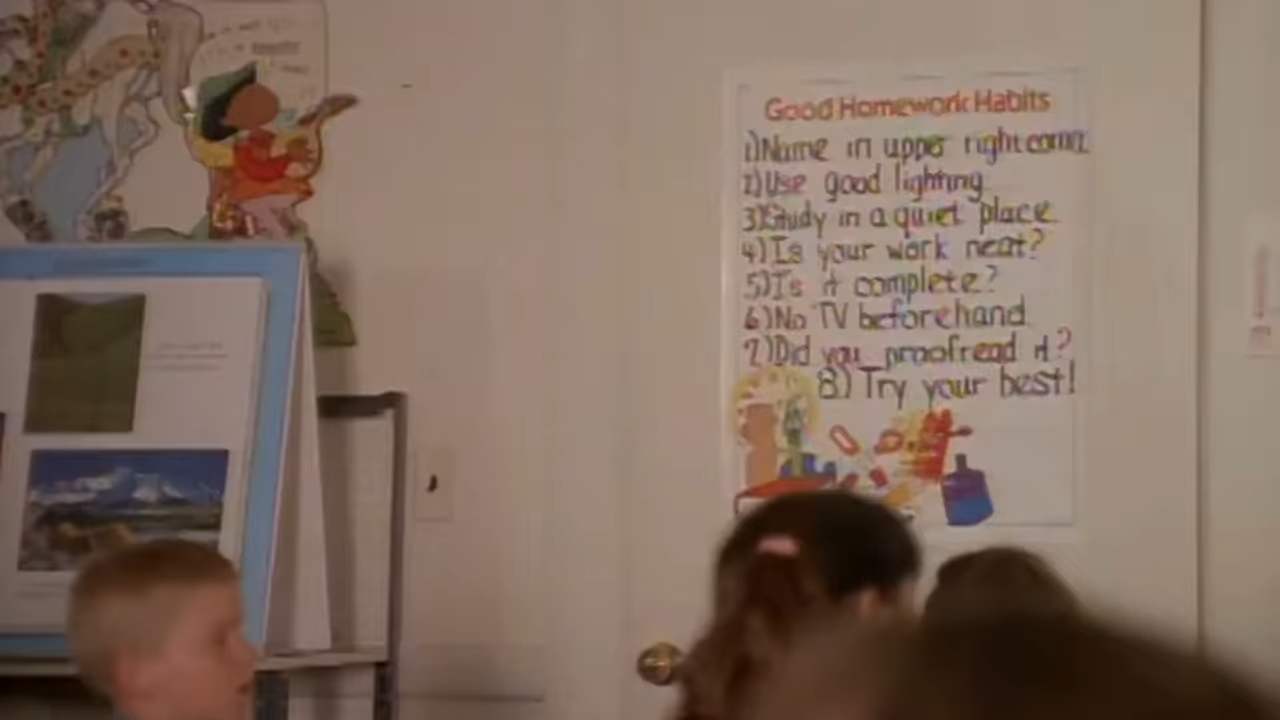 Good Homework Habits
1) Name in upper right corner
2) Use good lighting
3) Study in a quiet place
4) Is your work neat?
5) Is it complete?
6) No TV beforehand
7) Did you proofread it?
8) Try your best!